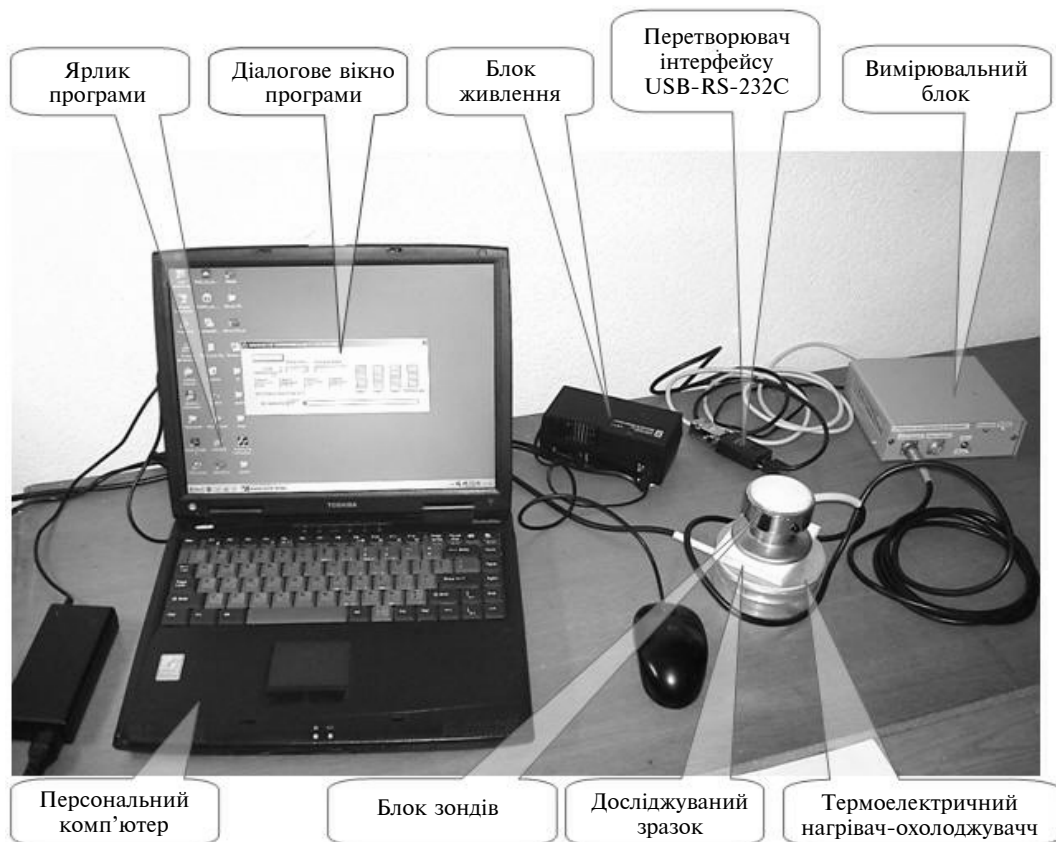 Ярлик
програми
Діалогове вікно
програми
Блок
живлення
Перетворювач
інтерфейсу
USB-RS-232C
Вимірювальний
блок
TOSHIBA
Персональний
комп’ютер
Блок зондів
Досліджуваний
зразок
Термоелектричний
нагрівач-охолоджувачч